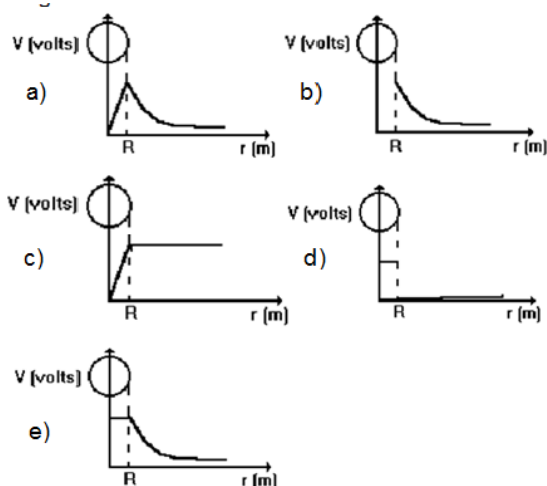 V (volts)
a)
R
r (m)
V (volts)
b)
R
r (m)
V (volts)
c)
R
r (m)
V (volts)
d)
R
r (m)
V (volts)
e)
R
r (m)